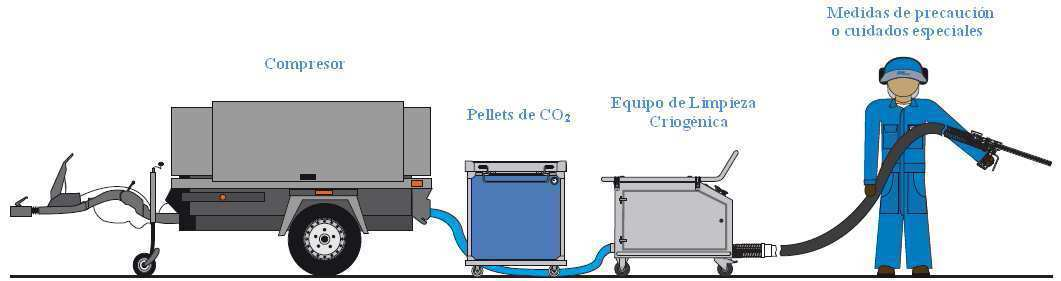 Medidas de precaución
o cuidados especiales
Compresor
Pellets de CO₂
Equipo de Limpieza
Criogénica